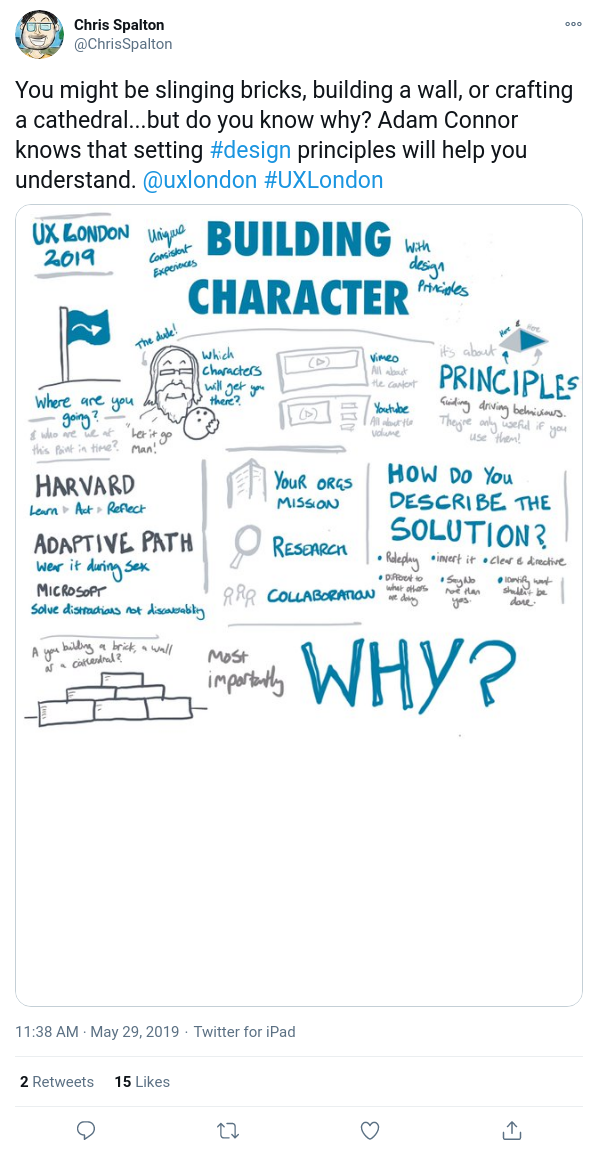 Chris Spalton
@ChrisSpalton
You might be slinging bricks, building a wall, or crafting
a cathedral...but do you know why? Adam Connor
knows that setting #design principles will help you
understand. @uxlondon #UXLondon
UX LONDON
2019
Unique
Consistent
Experiences
BUILDING
CHARACTER
With
design
Principles
Where are you
going?
& who are we at
this point in time?
The dude!
Let it go
Man!
Which
Characters
will get you
there?
Vimeo
All about
the content
Youtube
All about the
volume
Here
&
Here
it's about
PRINCIPLES
Guiding driving behaviours.
They're only useful if you
use them!
HARVARD
Learn Act Reflect
ADAPTIVE PATH
Wear it during Sex
MICROSOFT
Solve distractions not discoverability
YOUR ORGS
MISSION
RESEARCH
COLLABORATION
HOW DO YOU
DESCRIBE THE
SOLUTION?
• Roleplay • invert it • Clear & directive
• Different to
what others
are doing
• Say No
more than
yes.
• identify what
shouldn't be
done.
A you building a brick, a wall
or a cathedral?
Most
importantly
WHY?
11:38 AM · May 29, 2019 · Twitter for iPad
2 Retweets 15 Likes